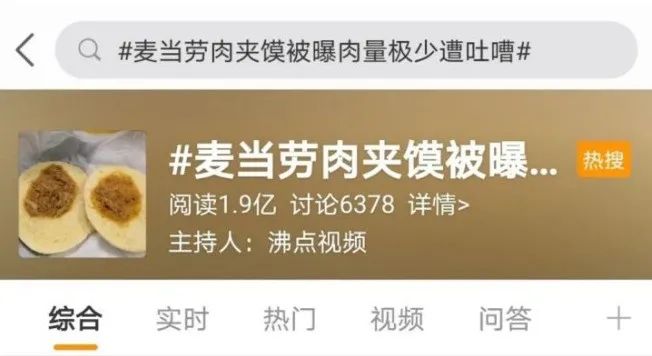 #麦当劳肉夹馍被曝肉量极少遭吐嘈#
#麦当劳肉夹馍被曝... 热搜
阅读1.9亿 讨论6378 详情>
主持人：沸点视频
综合 实时 热门 视频 问答 +